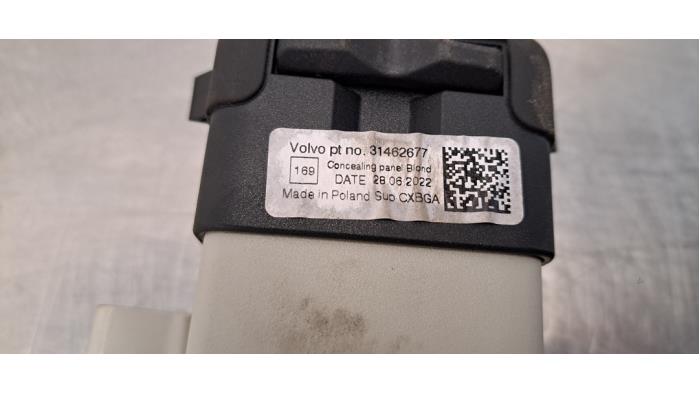 Volvo pt no. 31462677
169
Concealing panel Blond
DATE 28.06.2022
Made in Poland Sup.CXBGA